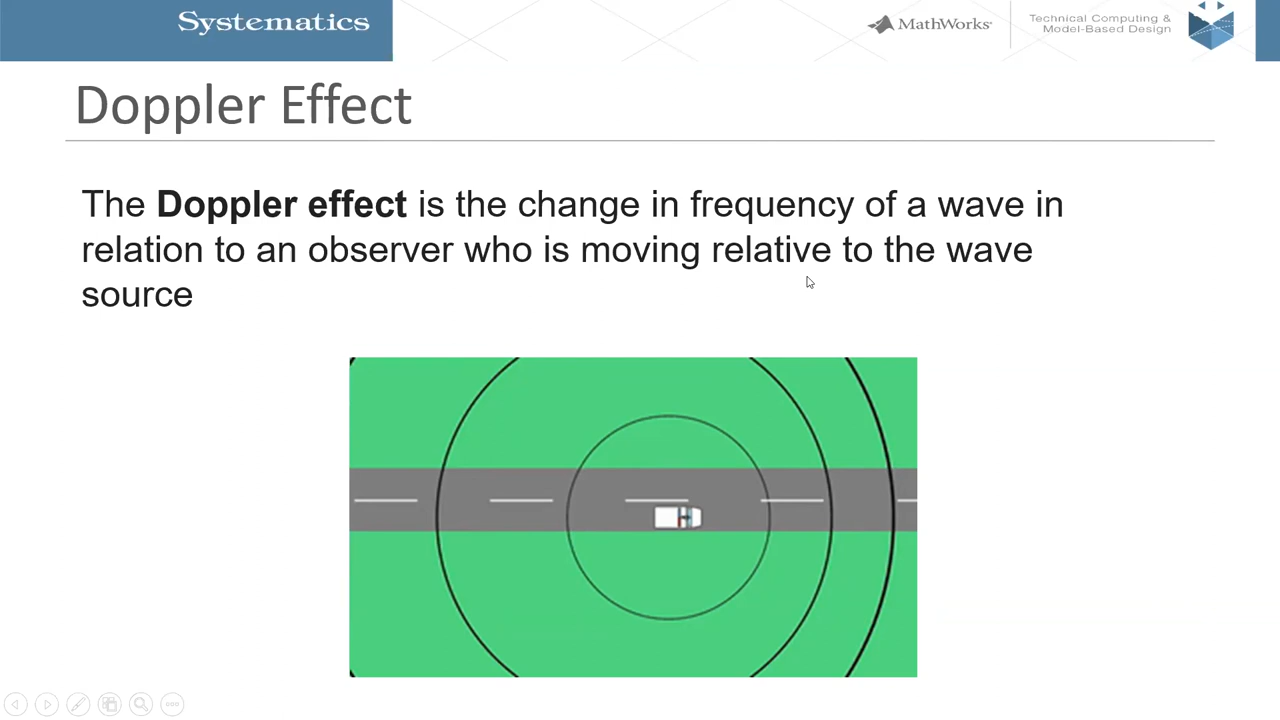 Systematics
MathWorks®
Technical Computing &
Model-Based Design
Doppler Effect
The Doppler effect is the change in frequency of a wave in
relation to an observer who is moving relative to the wave
source